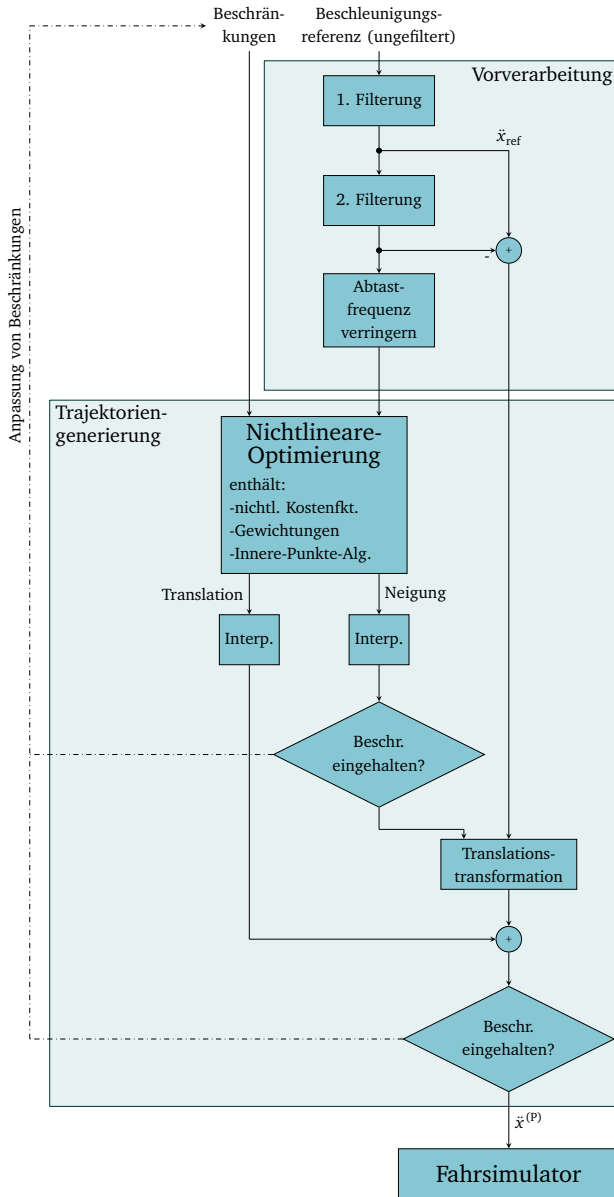 Beschrän-
kungen
Beschleunigungs-
referenz (ungefiltert)
Vorverarbeitung
1. Filterung
ẍref
2. Filterung
+
-
Abtast-
frequenz
verringern
Anpassung von Beschränkungen
Trajektorien-
generierung
Nichtlineare-
Optimierung
enthält:
-nichtl. Kostenfkt.
-Gewichtungen
-Innere-Punkte-Alg.
Translation
Neigung
Interp.
Interp.
Beschr.
eingehalten?
Translations-
transformation
+
Beschr.
eingehalten?
ẍ(P)
Fahrsimulator